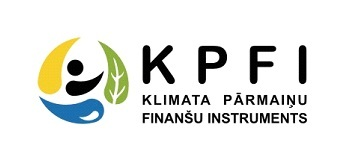 KPFI
KLIMATA PĀRMAIŅU
FINANŠU INSTRUMENTS